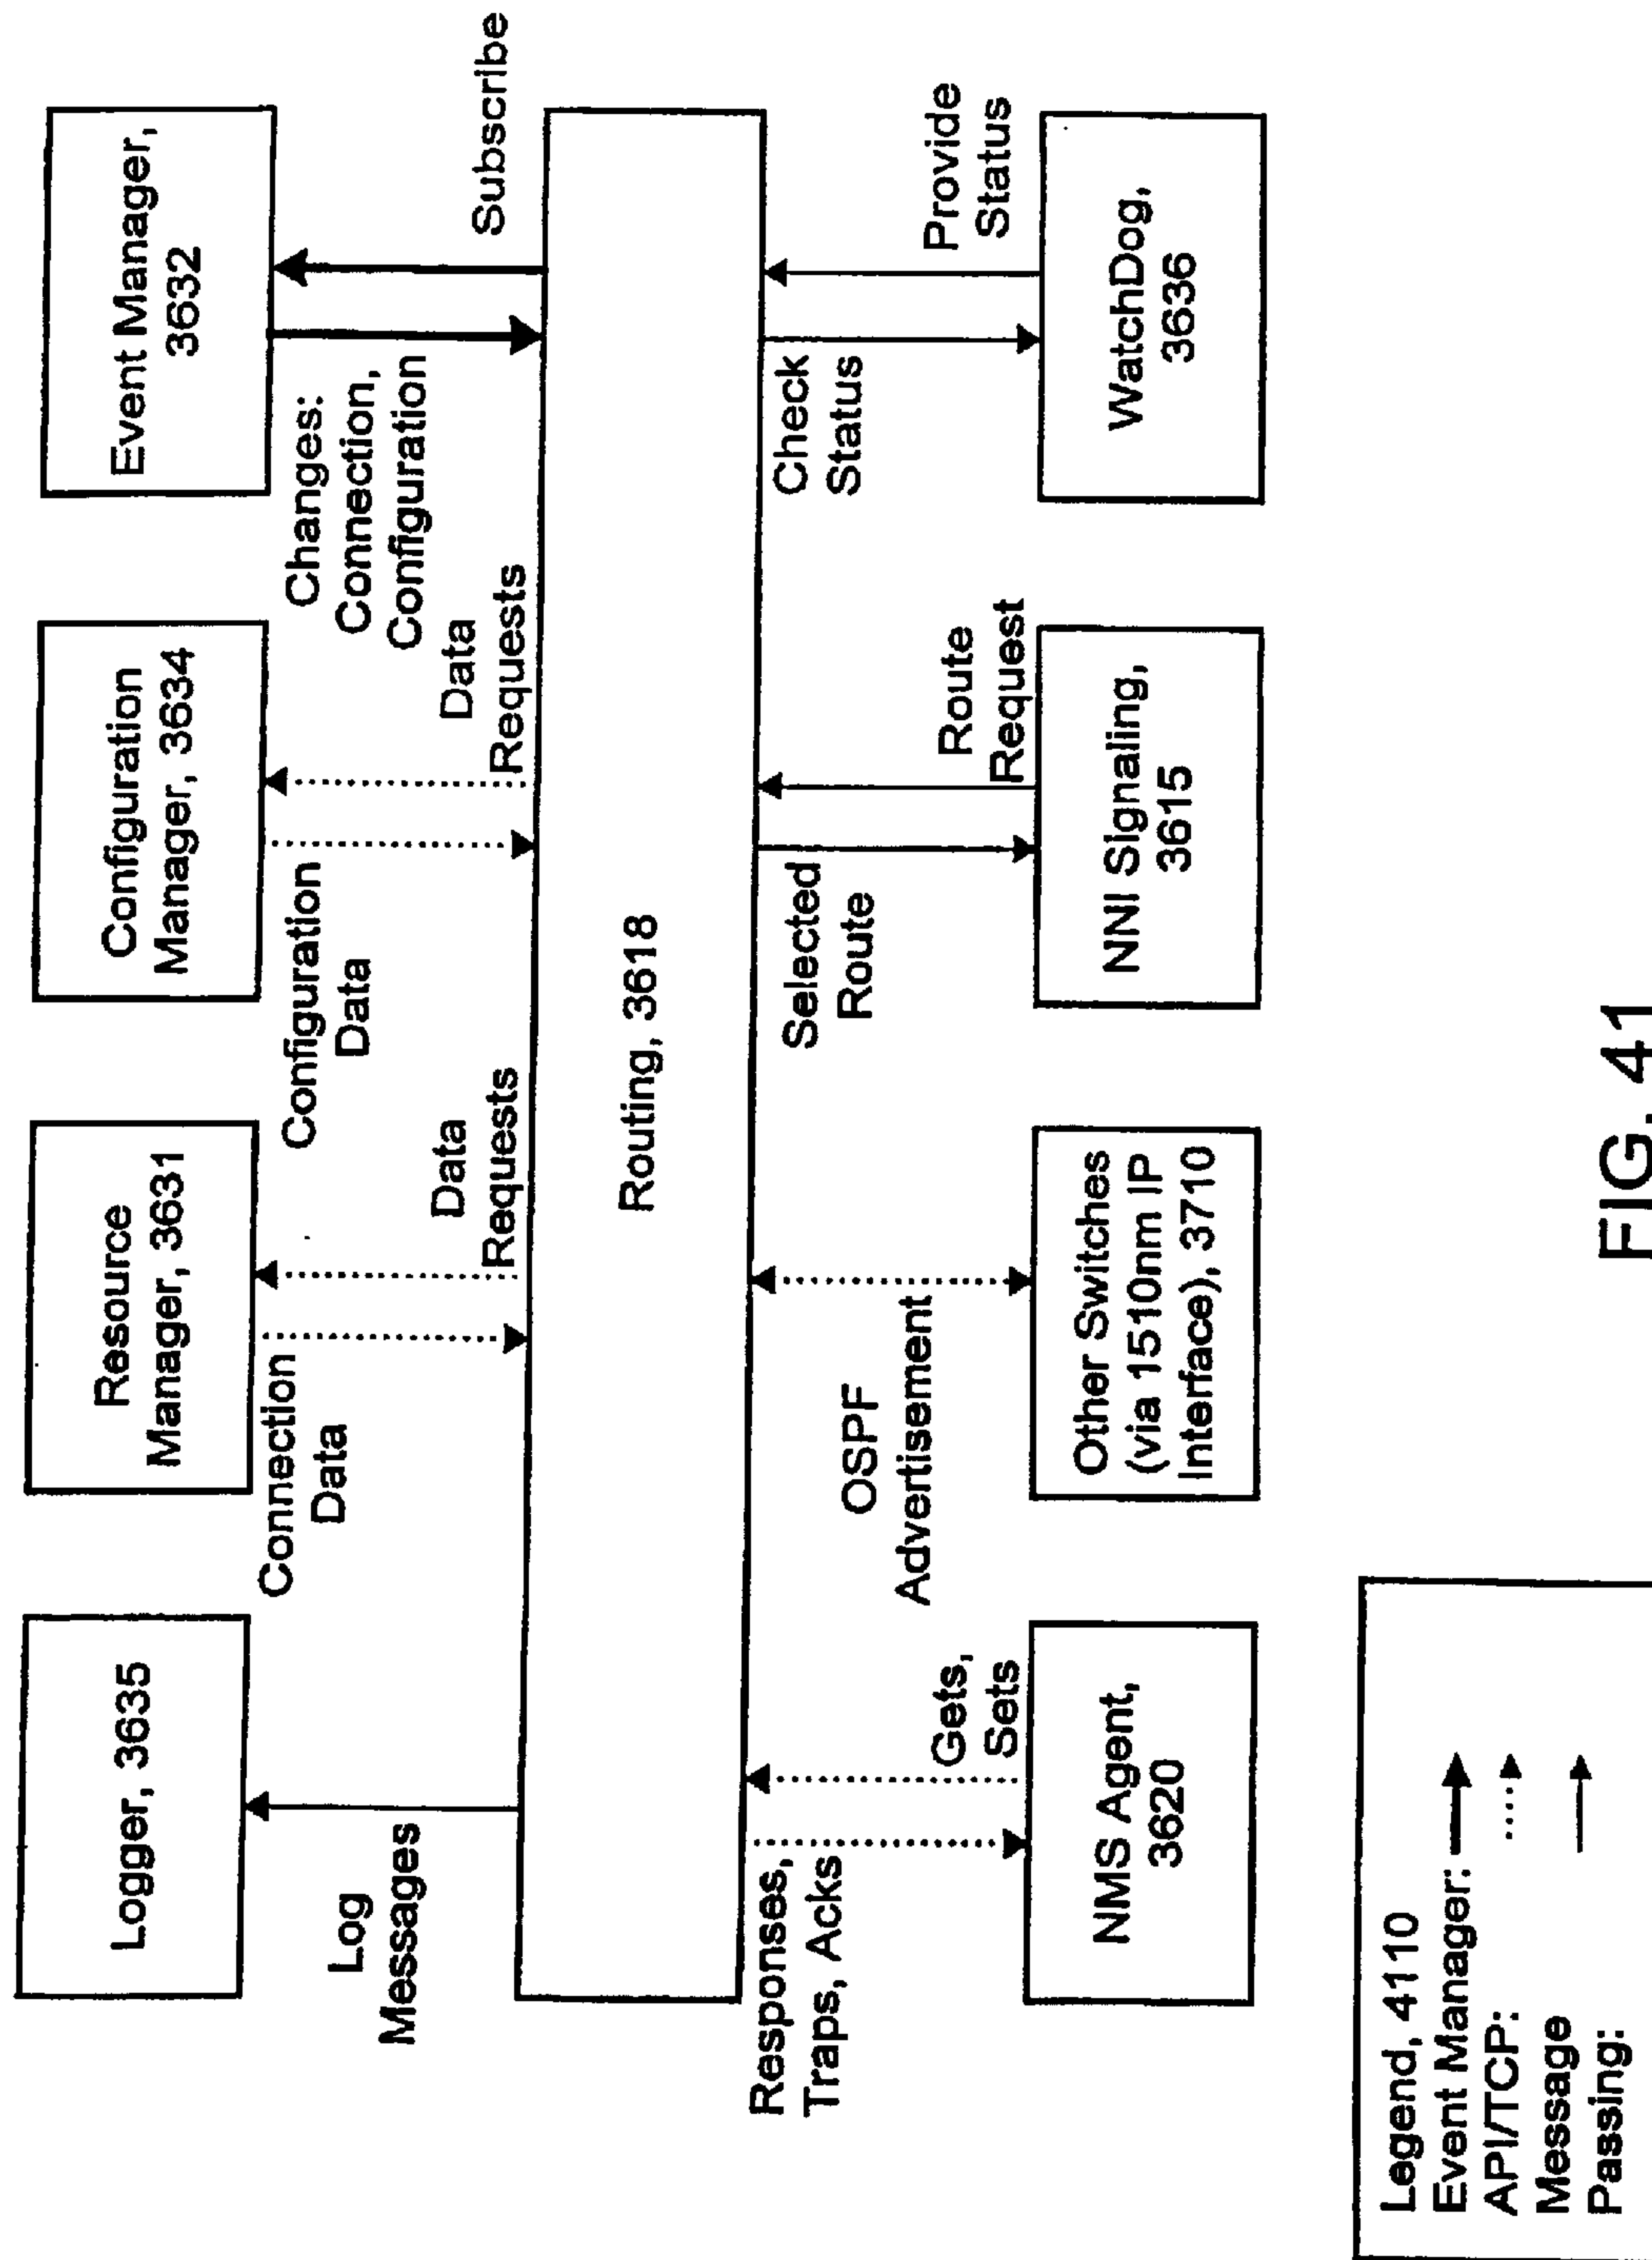 Logger, 3635
Resource
Manager, 3631
Configuration
Manager, 3634
Event Manager,
3632
Log
Messages
Connection
Data
Data
Requests
Configuration
Data
Data
Requests
Changes:
Connection,
Configuration
Subscribe
Routing, 3618
Responses,
Traps, Acks
Gets,
Sets
OSPF
Advertisement
Selected
Route
Route
Request
Check
Status
Provide
Status
NMS Agent,
3620
Other Switches
(via 1510nm IP
Interface), 3710
NNI Signaling,
3615
WatchDog,
3636
Legend, 4110
Event Manager:
API/TCP:
Message
Passing:
FIG. 41